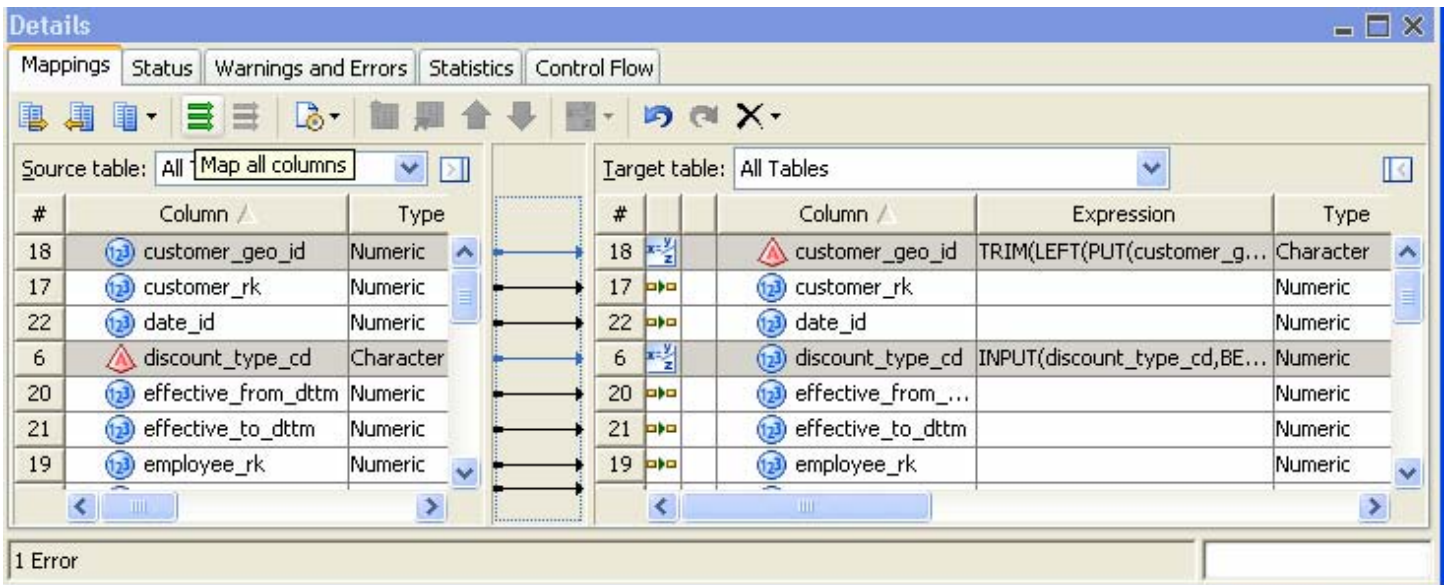 Details
Mappings Status Warnings and Errors Statistics Control Flow
Source table: All Map all columns Target table: All Tables
# Column Type # Column Expression Type
18 customer_geo_id Numeric 18 customer_geo_id TRIM(LEFT(PUT(customer_g... Character
17 customer_rk Numeric 17 customer_rk Numeric
22 date_id Numeric 22 date_id Numeric
6 discount_type_cd Character 6 discount_type_cd INPUT(discount_type_cd,BE... Numeric
20 effective_from_dttm Numeric 20 effective_from_... Numeric
21 effective_to_dttm Numeric 21 effective_to_dttm Numeric
19 employee_rk Numeric 19 employee_rk Numeric
1 Error